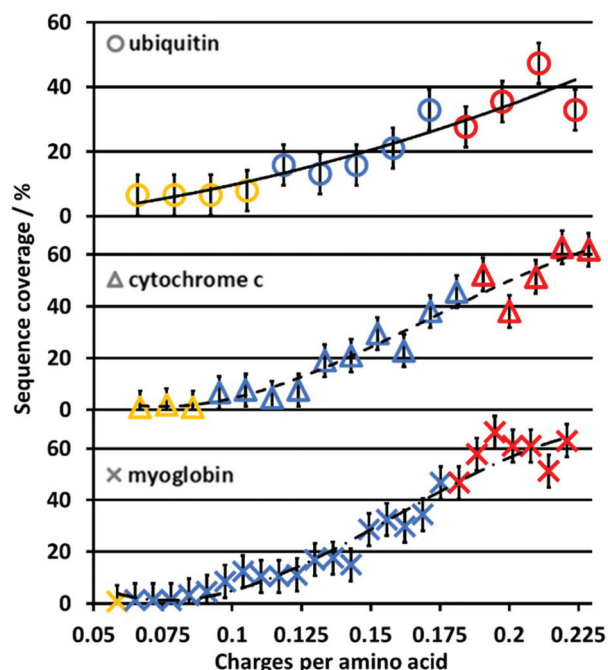 60
ubiquitin
40
20
0
Sequence coverage / %
60
cytochrome c
40
20
0
60
myoglobin
40
20
0
0.05 0.075 0.1 0.125 0.15 0.175 0.2 0.225
Charges per amino acid